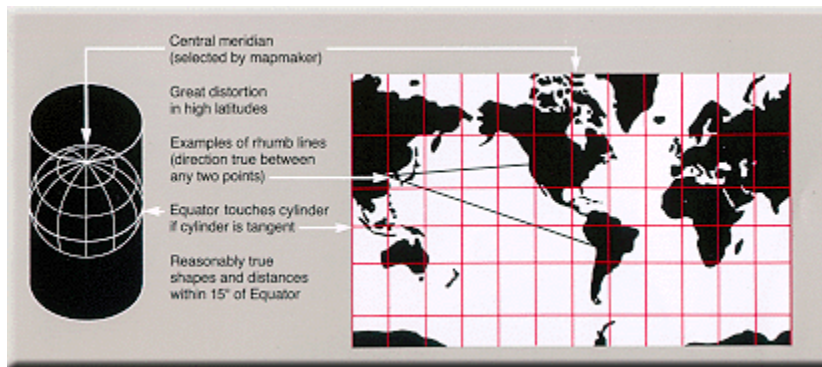 Central meridian
(selected by mapmaker)
Great distortion
in high latitudes
Examples of rhumb lines
(direction true between
any two points)
Equator touches cylinder
if cylinder is tangent
Reasonably true
shapes and distances
within 15° of Equator